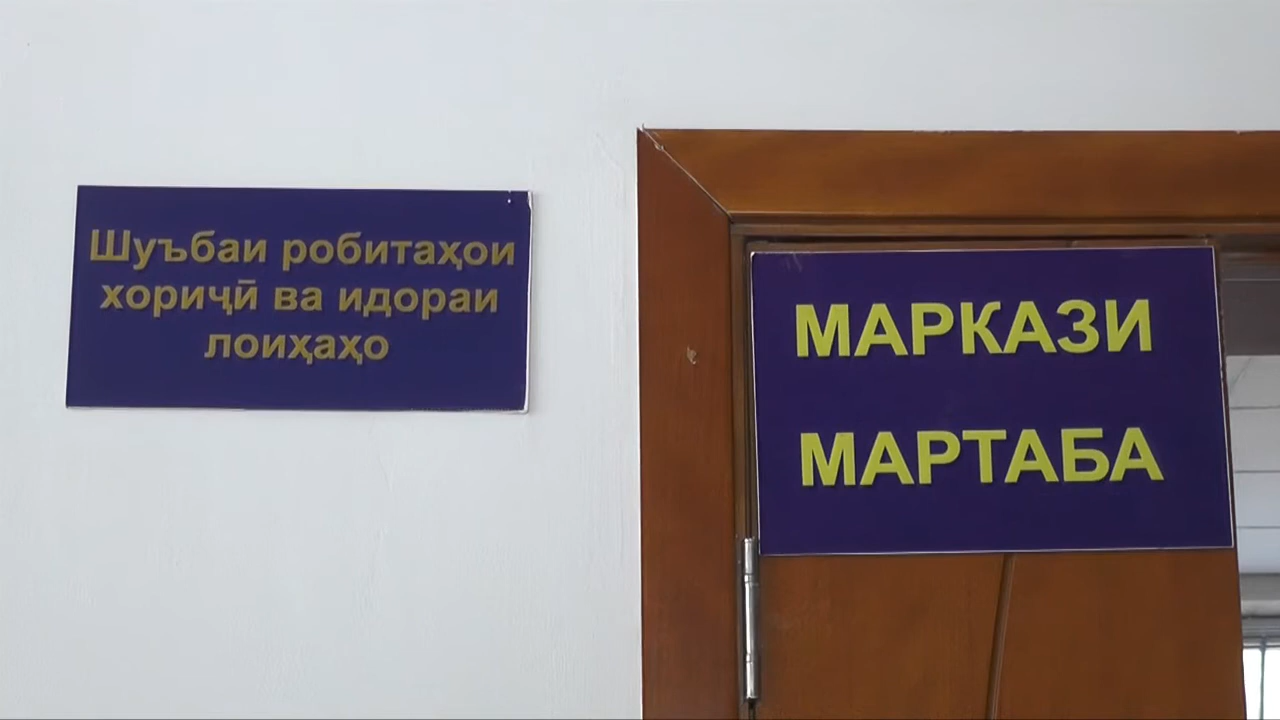 Шуъбаи робитаҳои
хориҷӣ ва идораи
лоиҳаҳо
МАРКАЗИ
МАРТАБА